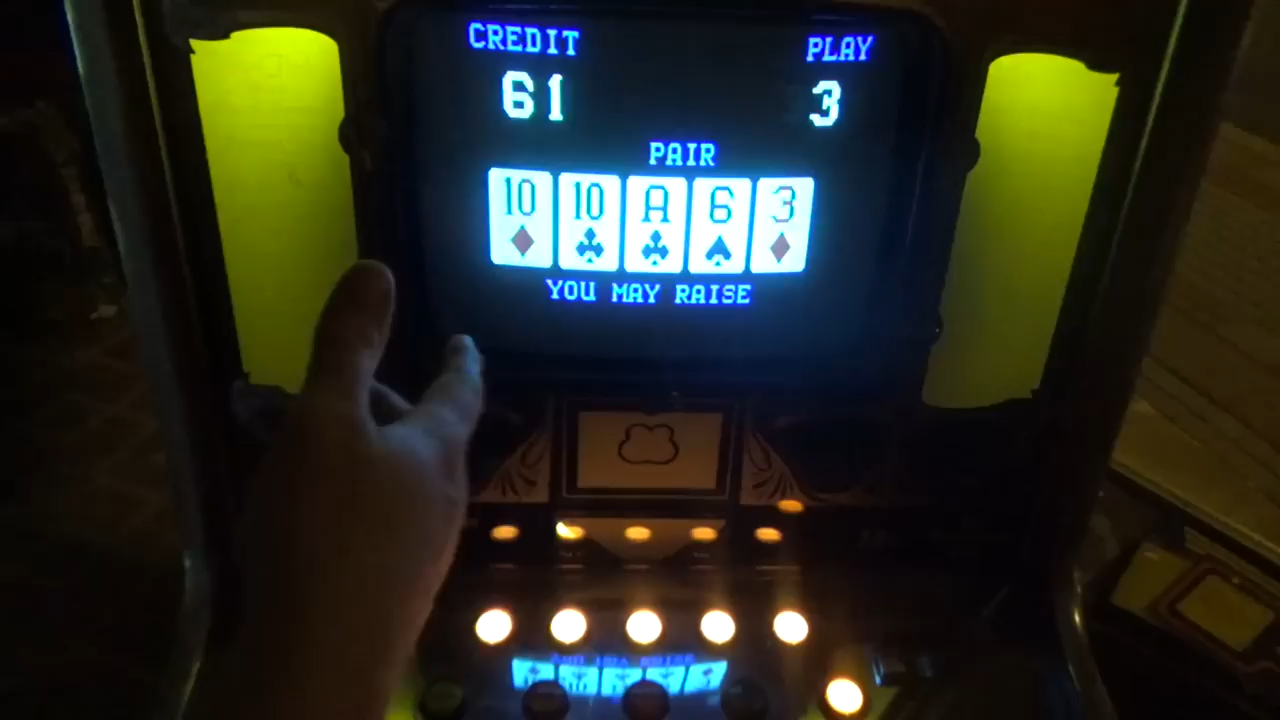 CREDIT PLAY
61 3
PAIR
10 10 A 6 3
YOU MAY RAISE